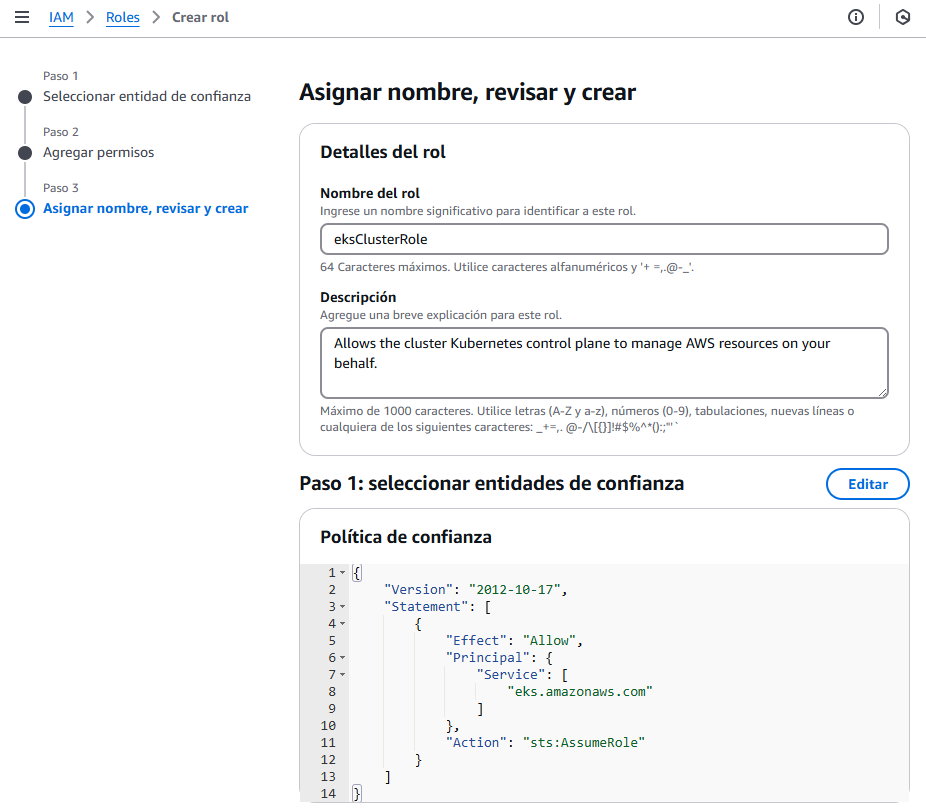 IAM > Roles > Crear rol
Paso 1
Seleccionar entidad de confianza
Paso 2
Agregar permisos
Paso 3
Asignar nombre, revisar y crear
Asignar nombre, revisar y crear
Detalles del rol
Nombre del rol
Ingrese un nombre significativo para identificar a este rol.
eksClusterRole
64 Caracteres máximos. Utilice caracteres alfanuméricos y '+ =,.@-_'.
Descripción
Agregue una breve explicación para este rol.
Allows the cluster Kubernetes control plane to manage AWS resources on your
behalf.
Máximo de 1000 caracteres. Utilice letras (A-Z y a-z), números (0-9), tabulaciones, nuevas líneas o
cualquiera de los siguientes caracteres: _+=,. @-/\[{}]!#$%^*():;"'`
Paso 1: seleccionar entidades de confianza
Editar
Política de confianza
1 {
2 "Version": "2012-10-17",
3 "Statement": [
4 {
5 "Effect": "Allow",
6 "Principal": {
7 "Service": [
8 "eks.amazonaws.com"
9 ]
10 },
11 "Action": "sts:AssumeRole"
12 }
13 ]
14 }